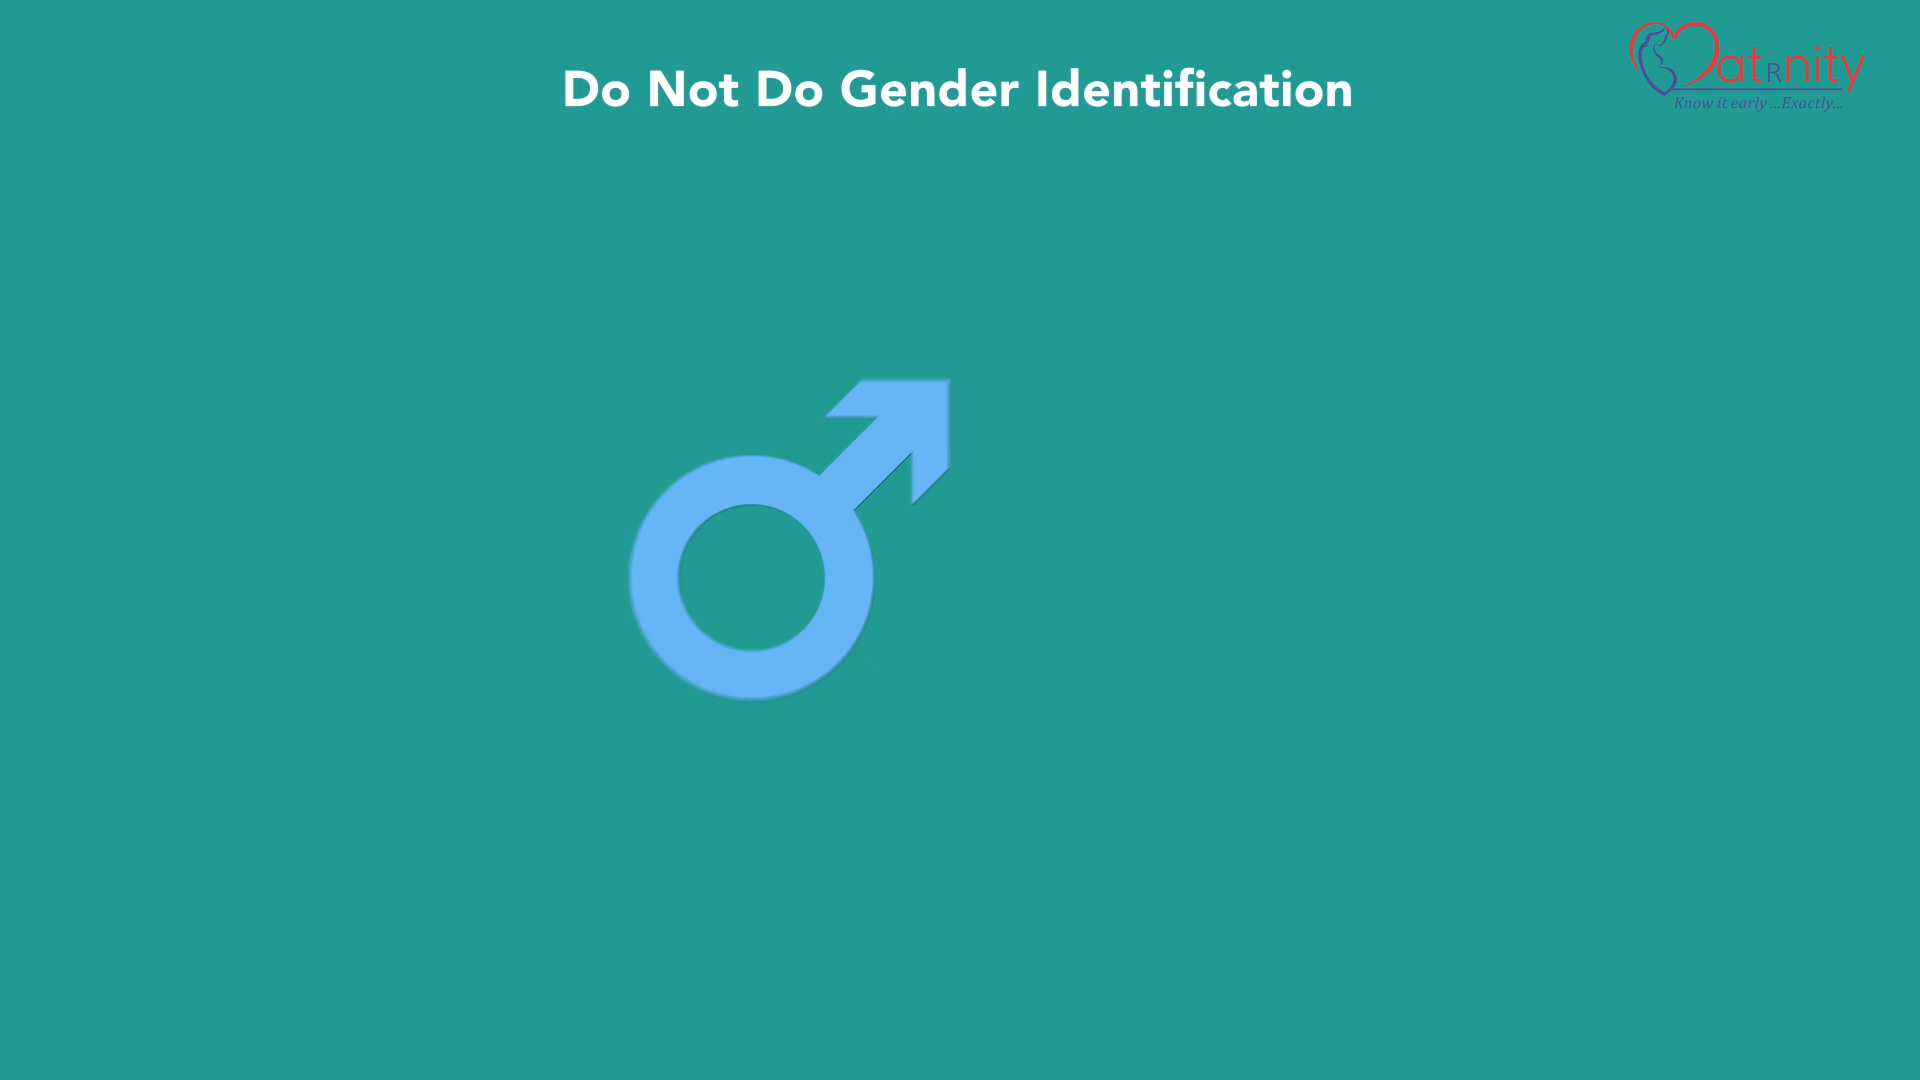 Do Not Do Gender Identification
MatRnity
Know it early ...Exactly...